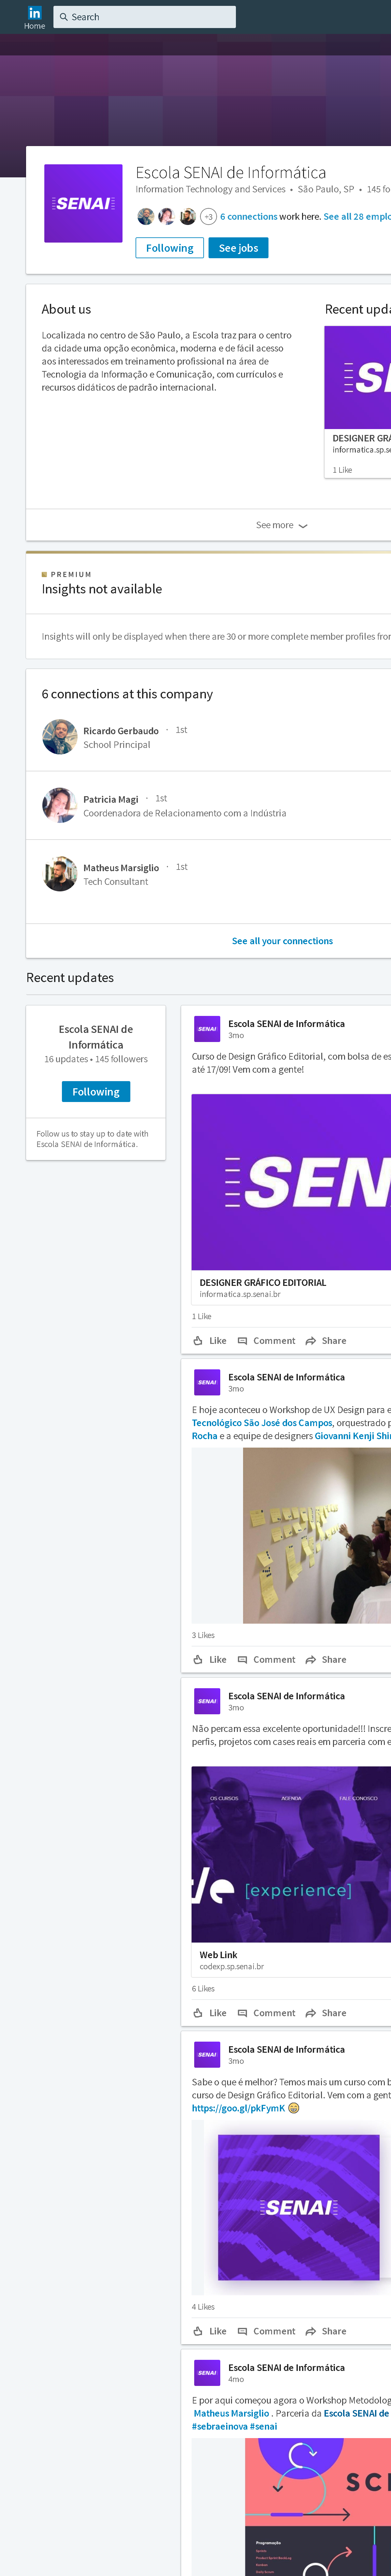 in
Home
Search
SENAI
Escola SENAI de Informática
Information Technology and Services • São Paulo, SP • 145 fo
+3
6 connections work here. See all 28 emplo
Following
See jobs
About us
Localizada no centro de São Paulo, a Escola traz para o centro
da cidade uma opção econômica, moderna e de fácil acesso
aos interessados em treinamento profissional na área de
Tecnologia da Informação e Comunicação, com currículos e
recursos didáticos de padrão internacional.
Recent upda
S
DESIGNER GRÁ
informatica.sp.se
1 Like
See more
PREMIUM
Insights not available
Insights will only be displayed when there are 30 or more complete member profiles fro
6 connections at this company
Ricardo Gerbaudo · 1st
School Principal
Patricia Magi · 1st
Coordenadora de Relacionamento com a Indústria
Matheus Marsiglio · 1st
Tech Consultant
See all your connections
Recent updates
Escola SENAI de
Informática
16 updates • 145 followers
Following
Follow us to stay up to date with
Escola SENAI de Informática.
SENAI
Escola SENAI de Informática
3mo
Curso de Design Gráfico Editorial, com bolsa de es
até 17/09! Vem com a gente!
SEN
DESIGNER GRÁFICO EDITORIAL
informatica.sp.senai.br
1 Like
Like Comment Share
SENAI
Escola SENAI de Informática
3mo
E hoje aconteceu o Workshop de UX Design para e
Tecnológico São José dos Campos, orquestrado p
Rocha e a equipe de designers Giovanni Kenji Shi
3 Likes
Like Comment Share
SENAI
Escola SENAI de Informática
3mo
Não percam essa excelente oportunidade!!! Inscre
perfis, projetos com cases reais em parceria com e
OS CURSOS
AGENDA
FALE CONOSCO
/e [experience]
Web Link
codexp.sp.senai.br
6 Likes
Like Comment Share
SENAI
Escola SENAI de Informática
3mo
Sabe o que é melhor? Temos mais um curso com b
curso de Design Gráfico Editorial. Vem com a gent
https://goo.gl/pkFymK 😁
SENAI
4 Likes
Like Comment Share
SENAI
Escola SENAI de Informática
4mo
E por aqui começou agora o Workshop Metodolog
Matheus Marsiglio . Parceria da Escola SENAI de
#sebraeinova #senai
SC
Programação